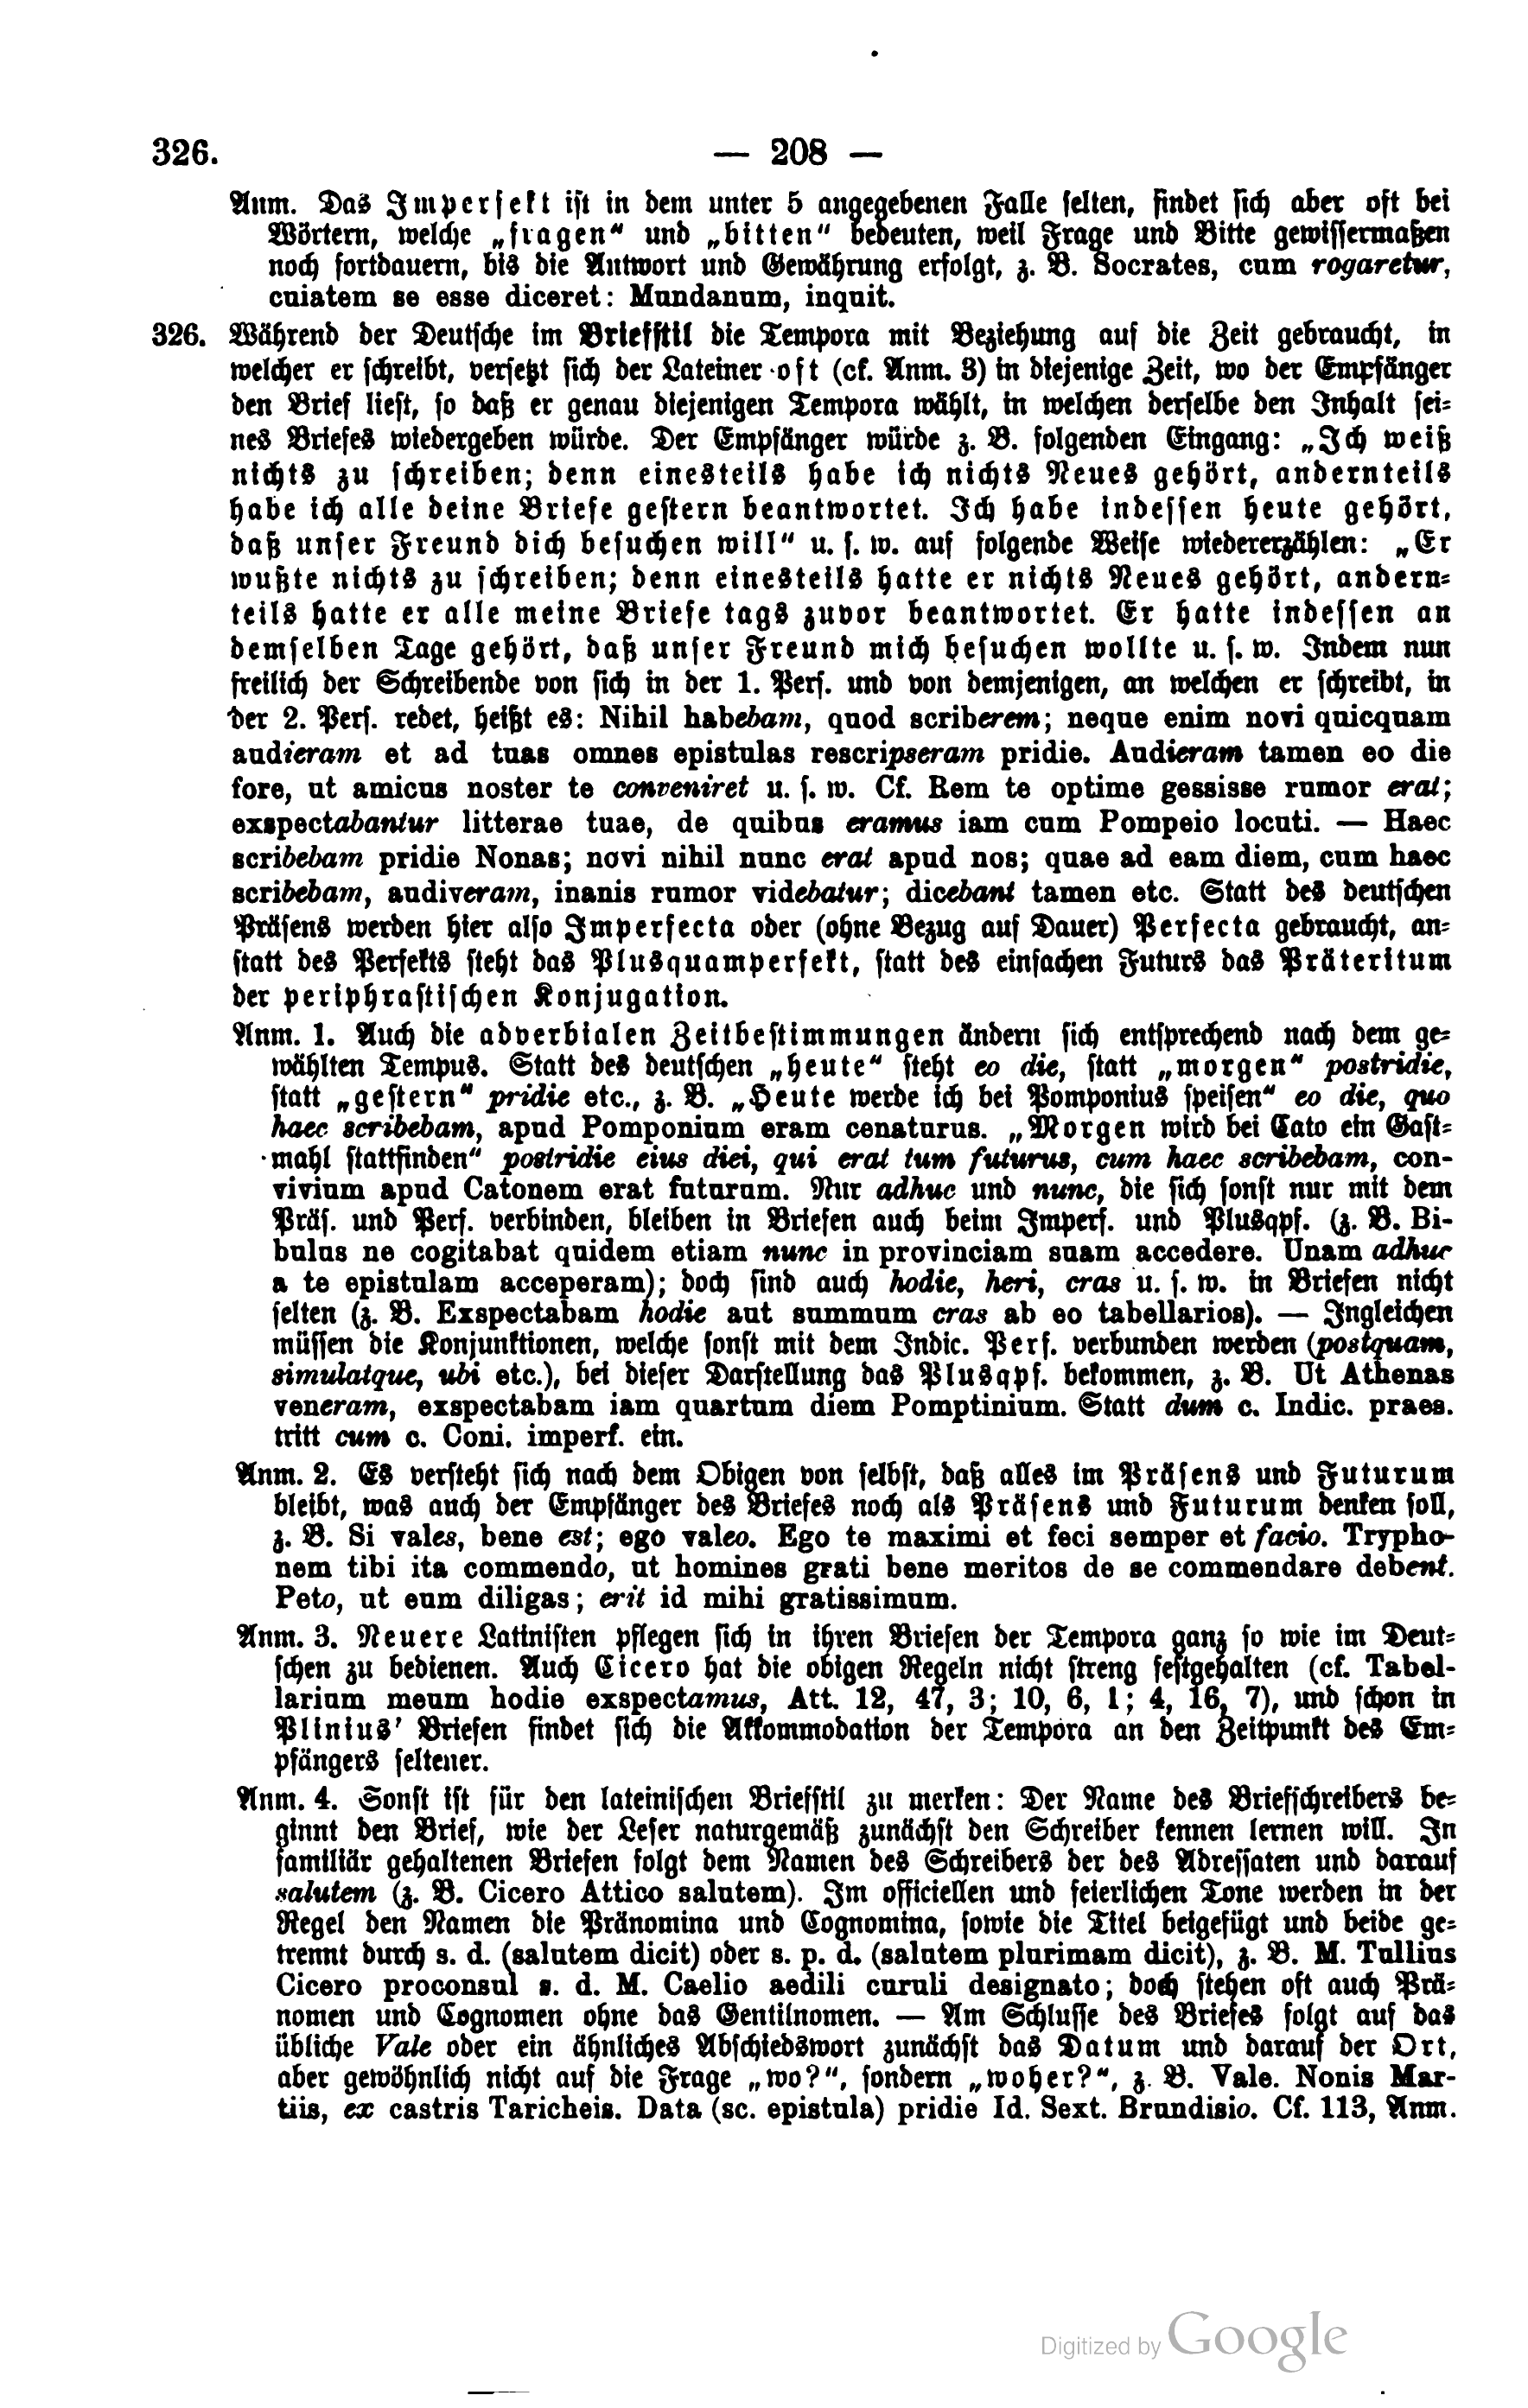 326. — 208 —
Anm. Das Imperfekt ist in dem unter 5 angegebenen Falle selten, findet sich aber oft bei
Wörtern, welche „fragen“ und „bitten“ bedeuten, weil Frage und Bitte gewissermaßen
noch fortdauern, bis die Antwort und Gewährung erfolgt, z. B. Socrates, cum rogaretur,
cuiatem se esse diceret: Mundanum, inquit.
326. Während der Deutsche im Briefstil die Tempora mit Beziehung auf die Zeit gebraucht, in
welcher er schreibt, versetzt sich der Lateiner oft (cf. Anm. 3) in diejenige Zeit, wo der Empfänger
den Brief liest, so daß er genau diejenigen Tempora wählt, in welchen derselbe den Inhalt sei=
nes Briefes wiedergeben würde. Der Empfänger würde z. B. folgenden Eingang: „Ich weiß
nichts zu schreiben; denn einesteils habe ich nichts Neues gehört, andernteils
habe ich alle deine Briefe gestern beantwortet. Ich habe indessen heute gehört,
daß unser Freund dich besuchen will“ u. s. w. auf folgende Weise wiedererzählen: „Er
wußte nichts zu schreiben; denn einesteils hatte er nichts Neues gehört, andern=
teils hatte er alle meine Briefe tags zuvor beantwortet. Er hatte indessen an
demselben Tage gehört, daß unser Freund mich besuchen wollte u. s. w. Indem nun
freilich der Schreibende von sich in der 1. Pers. und von demjenigen, an welchen er schreibt, in
der 2. Pers. redet, heißt es: Nihil habebam, quod scriberem; neque enim novi quicquam
audieram et ad tuas omnes epistulas rescripseram pridie. Audieram tamen eo die
fore, ut amicus noster te conveniret u. s. w. Cf. Rem te optime gessisse rumor erat;
exspectabantur litterae tuae, de quibus eramus iam cum Pompeio locuti. — Haec
scribebam pridie Nonas; novi nihil nunc erat apud nos; quae ad eam diem, cum haec
scribebam, audiveram, inanis rumor videbatur; dicebant tamen etc. Statt des deutschen
Präsens werden hier also Imperfecta oder (ohne Bezug auf Dauer) Perfecta gebraucht, an=
statt des Perfekts steht das Plusquamperfekt, statt des einfachen Futurs das Präteritum
der periphrastischen Konjugation.
Anm. 1. Auch die adverbialen Zeitbestimmungen ändern sich entsprechend nach dem ge=
wählten Tempus. Statt des deutschen „heute“ steht eo die, statt „morgen“ postridie,
statt „gestern“ pridie etc., z. B. „Heute werde ich bei Pomponius speisen“ eo die, quo
haec scribebam, apud Pomponium eram cenaturus. „Morgen wird bei Cato ein Gast=
mahl stattfinden“ postridie eius diei, qui erat tum futurus, cum haec scribebam, con-
vivium apud Catonem erat futurum. Nur adhuc und nunc, die sich sonst nur mit dem
Präs. und Perf. verbinden, bleiben in Briefen auch beim Imperf. und Plusqpf. (z. B. Bi-
bulus ne cogitabat quidem etiam nunc in provinciam suam accedere. Unam adhuc
a te epistulam acceperam); doch sind auch hodie, heri, cras u. s. w. in Briefen nicht
selten (z. B. Exspectabam hodie aut summum cras ab eo tabellarios). — Ingleichen
müssen die Konjunktionen, welche sonst mit dem Indic. Perf. verbunden werden (postquam,
simulatque, ubi etc.), bei dieser Darstellung das Plusqpf. bekommen, z. B. Ut Athenas
veneram, exspectabam iam quartum diem Pomptinium. Statt dum c. Indic. praes.
tritt cum c. Coni. imperf. ein.
Anm. 2. Es versteht sich nach dem Obigen von selbst, daß alles im Präsens und Futurum
bleibt, was auch der Empfänger des Briefes noch als Präsens und Futurum denken soll,
z. B. Si vales, bene est; ego valeo. Ego te maximi et feci semper et facio. Trypho-
nem tibi ita commendo, ut homines grati bene meritos de se commendare debent.
Peto, ut eum diligas; erit id mihi gratissimum.
Anm. 3. Neuere Latinisten pflegen sich in ihren Briefen der Tempora ganz so wie im Deut=
schen zu bedienen. Auch Cicero hat die obigen Regeln nicht streng festgehalten (cf. Tabel-
larium meum hodie exspectamus, Att. 12, 47, 3; 10, 6, 1; 4, 16, 7), und schon in
Plinius' Briefen findet sich die Akkommodation der Tempora an den Zeitpunkt des Em=
pfängers seltener.
Anm. 4. Sonst ist für den lateinischen Briefstil zu merken: Der Name des Briefschreibers be=
ginnt den Brief, wie der Leser naturgemäß zunächst den Schreiber kennen lernen will. In
familiär gehaltenen Briefen folgt dem Namen des Schreibers der des Adressaten und darauf
salutem (z. B. Cicero Attico salutem). Im officiellen und feierlichen Tone werden in der
Regel den Namen die Pränomina und Cognomina, sowie die Titel beigefügt und beide ge=
trennt durch s. d. (salutem dicit) oder s. p. d. (salutem plurimam dicit), z. B. M. Tullius
Cicero proconsul s. d. M. Caelio aedili curuli designato; doch stehen oft auch Prä=
nomen und Cognomen ohne das Gentilnomen. — Am Schlusse des Briefes folgt auf das
übliche Vale oder ein ähnliches Abschiedswort zunächst das Datum und darauf der Ort,
aber gewöhnlich nicht auf die Frage „wo?“, sondern „woher?“, z. B. Vale. Nonis Mar-
tiis, ex castris Taricheis. Data (sc. epistula) pridie Id. Sext. Brundisio. Cf. 113, Anm.
Digitized by Google